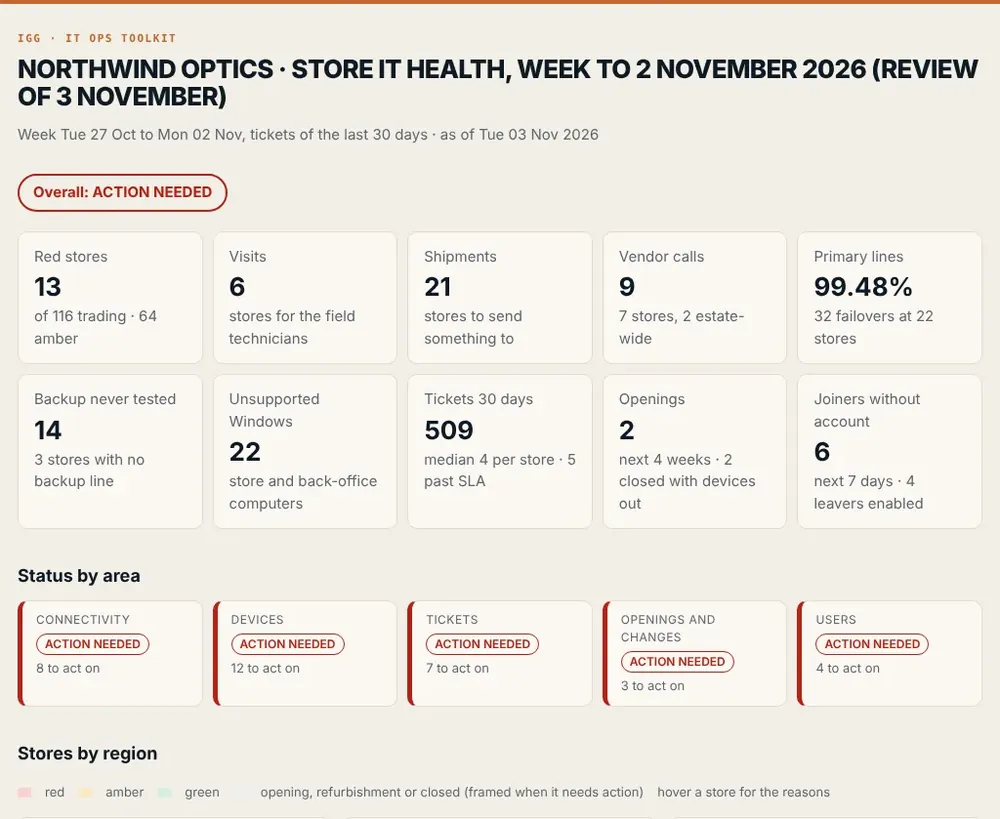 IGG · IT OPS TOOLKIT
NORTHWIND OPTICS · STORE IT HEALTH, WEEK TO 2 NOVEMBER 2026 (REVIEW
OF 3 NOVEMBER)
Week Tue 27 Oct to Mon 02 Nov, tickets of the last 30 days · as of Tue 03 Nov 2026
Overall: ACTION NEEDED
Red stores
13
of 116 trading · 64
amber
Visits
6
stores for the field
technicians
Shipments
21
stores to send
something to
Vendor calls
9
7 stores, 2 estate-
wide
Primary lines
99.48%
32 failovers at 22
stores
Backup never tested
14
3 stores with no
backup line
Unsupported
Windows
22
store and back-office
computers
Tickets 30 days
509
median 4 per store · 5
past SLA
Openings
2
next 4 weeks · 2
closed with devices
out
Joiners without
account
6
next 7 days · 4
leavers enabled
Status by area
CONNECTIVITY
ACTION NEEDED
8 to act on
DEVICES
ACTION NEEDED
12 to act on
TICKETS
ACTION NEEDED
7 to act on
OPENINGS AND
CHANGES
ACTION NEEDED
3 to act on
USERS
ACTION NEEDED
4 to act on
Stores by region
red amber green opening, refurbishment or closed (framed when it needs action) hover a store for the reasons